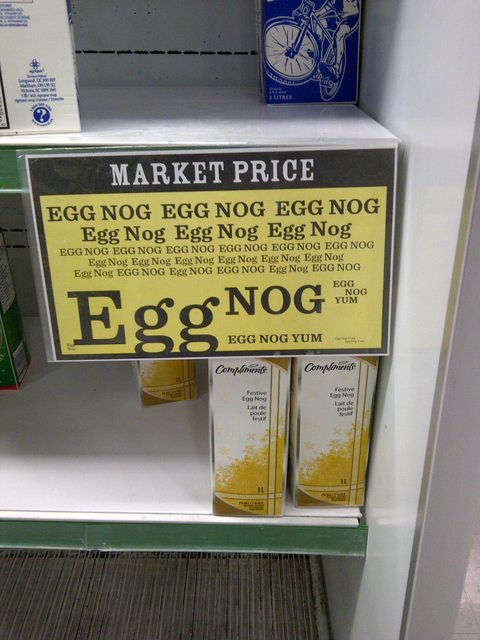 agropur
2 LITRES
MARKET PRICE
EGG NOG EGG NOG EGG NOG
Egg Nog Egg Nog Egg Nog
EGG NOG EGG NOG EGG NOG EGG NOG EGG NOG EGG NOG
Egg Nog Egg Nog Egg Nog Egg Nog Egg Nog Egg Nog
Egg Nog EGG NOG Egg NOG EGG NOG Egg Nog EGG NOG
Egg NOG
EGG
NOG
YUM
EGG NOG YUM
Compliments
Festive
Egg Nog
Lait de
poule
festif
1L
Compliments
Festive
Egg Nog
Lait de
poule
festif
1L